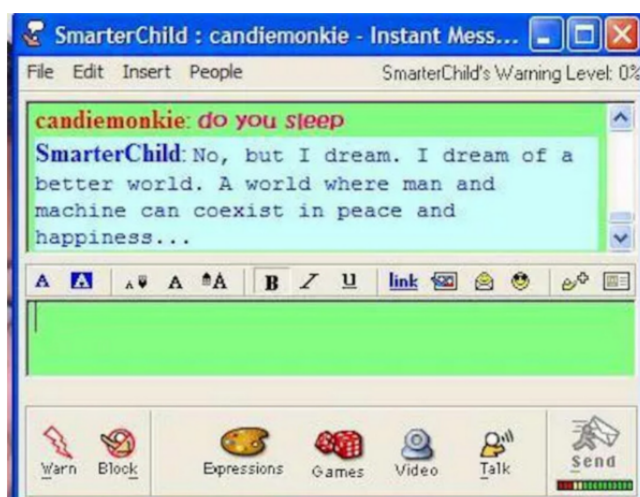 SmarterChild : candiemonkie - Instant Mess...
File Edit Insert People SmarterChild's Warning Level: 0%
candiemonkie: do you sleep
SmarterChild: No, but I dream. I dream of a
better world. A world where man and
machine can coexist in peace and
happiness...
A A A A A B I U link
Warn Block Expressions Games Video Talk Send